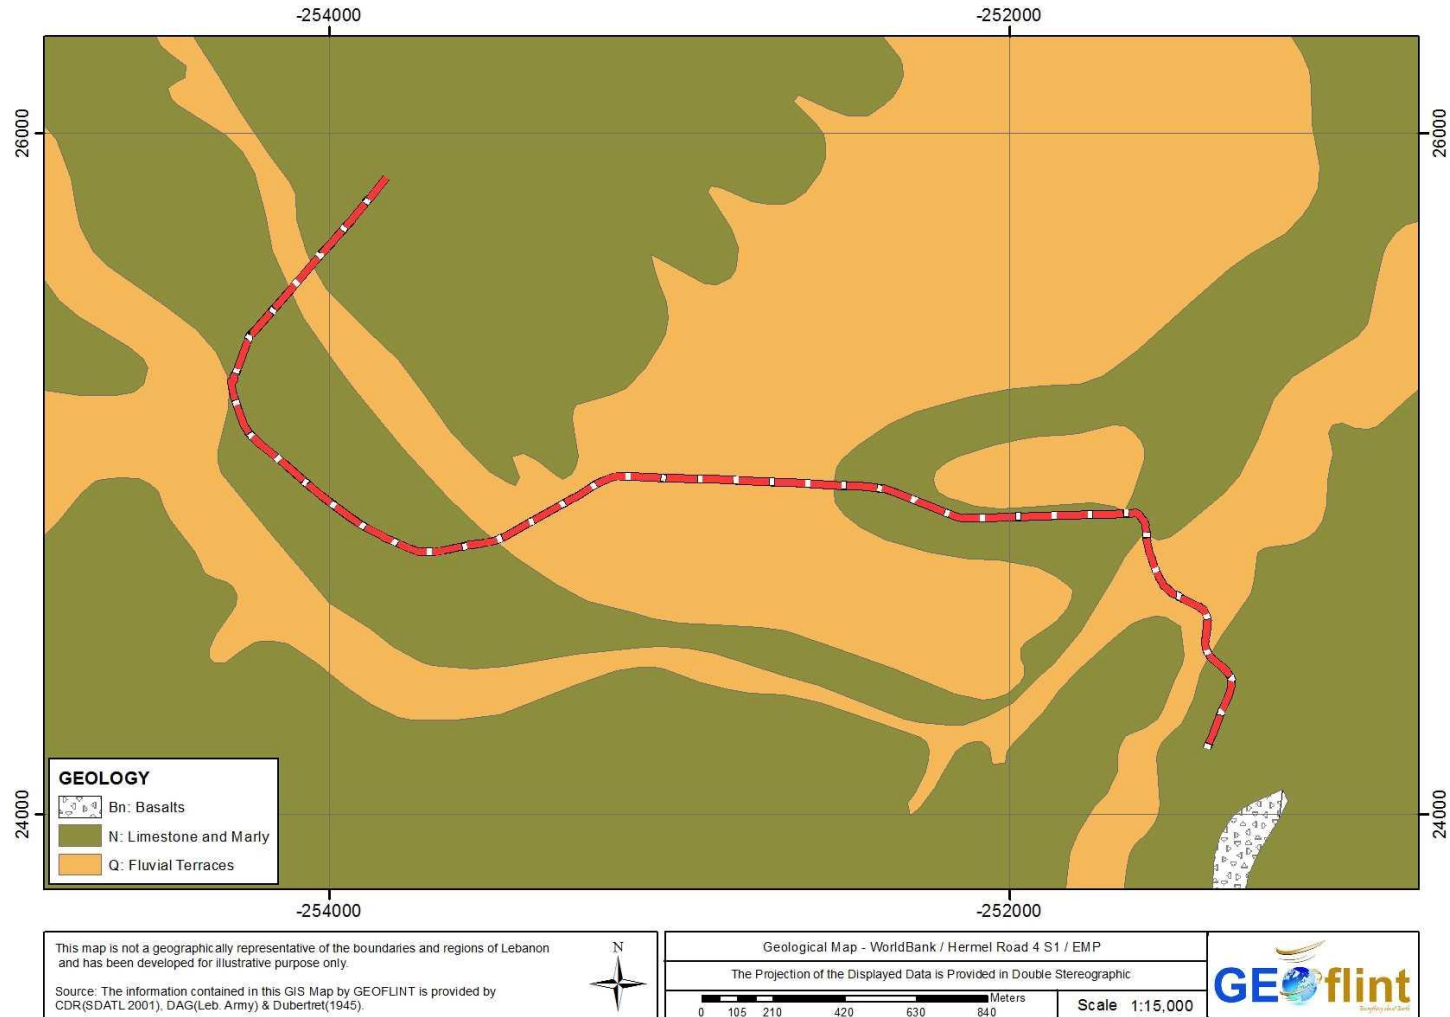 -254000
-252000
26000
26000
24000
24000
GEOLOGY
Bn: Basalts
N: Limestone and Marly
Q: Fluvial Terraces
-254000
-252000
This map is not a geographically representative of the boundaries and regions of Lebanon
and has been developed for illustrative purpose only.
Source: The information contained in this GIS Map by GEOFLINT is provided by
CDR(SDATL 2001), DAG(Leb. Army) & Dubertret(1945).
N
Geological Map - WorldBank / Hermel Road 4 S1 / EMP
The Projection of the Displayed Data is Provided in Double Stereographic
Meters
0 105 210 420 630 840
Scale 1:15,000
GEOflint